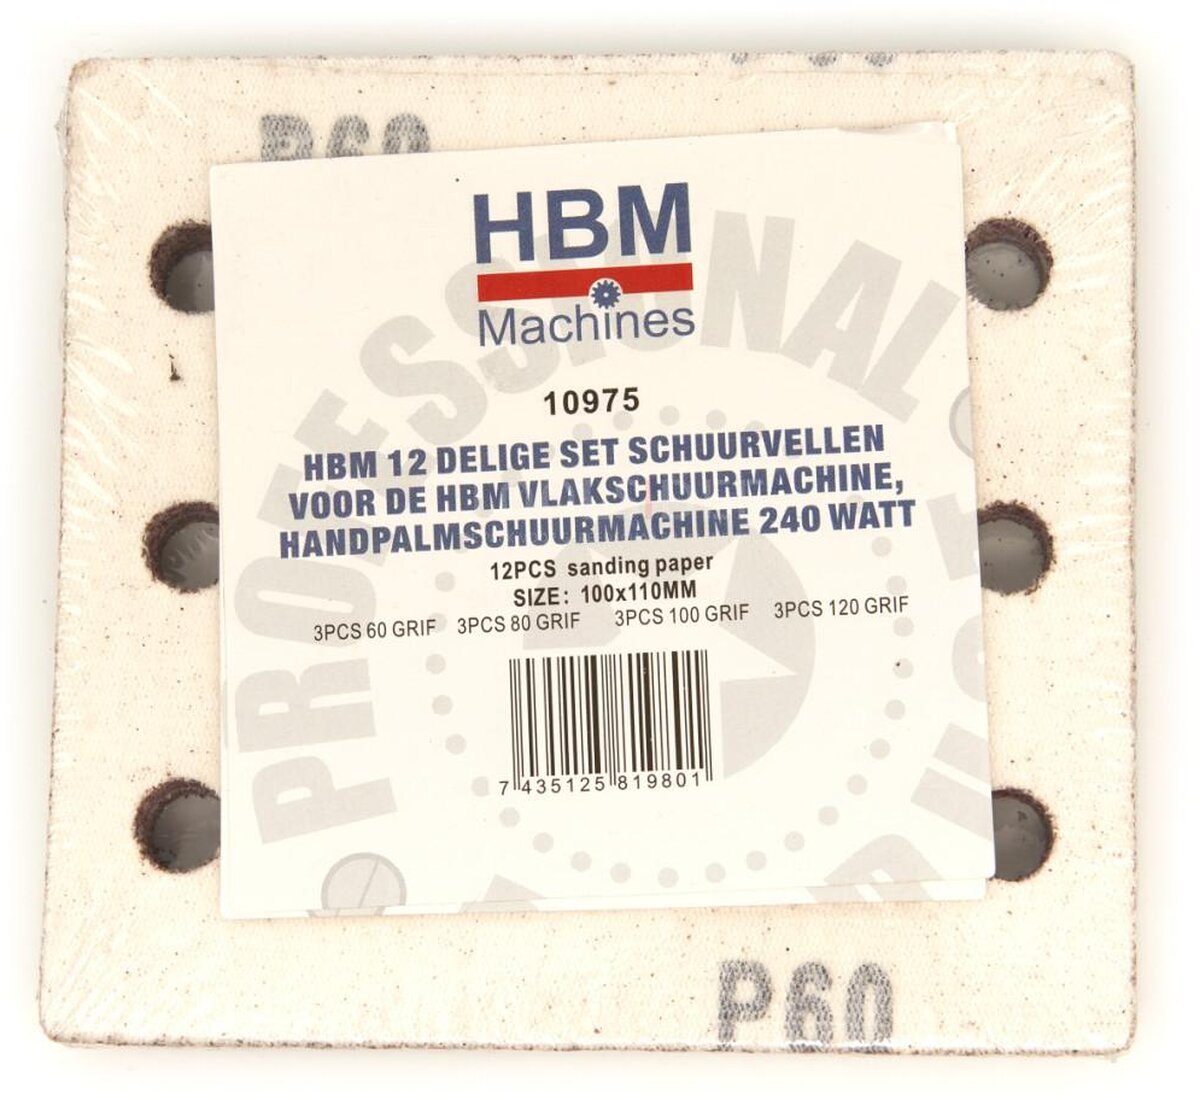 P60
HBM
Machines
PROFESSIONAL
10975
HBM 12 DELIGE SET SCHUURVELLEN
VOOR DE HBM VLAKSCHUURMACHINE,
HANDPALMSCHUURMACHINE 240 WATT
12PCS sanding paper
SIZE: 100x110MM
3PCS 60 GRIF 3PCS 80 GRIF 3PCS 100 GRIF 3PCS 120 GRIF
7 435125 819801
P60